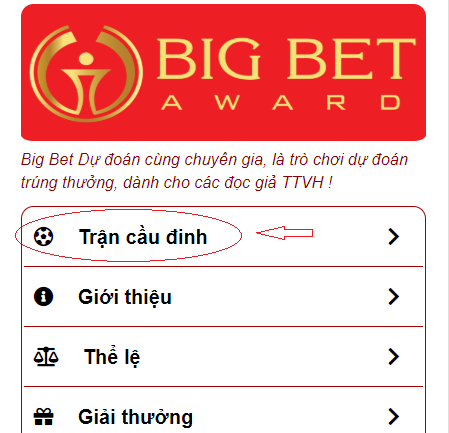 BIG BET
AWARD
Big Bet Dự đoán cùng chuyên gia, là trò chơi dự đoán
trúng thưởng, dành cho các đọc giả TTVH !
Trận cầu đinh
Giới thiệu
Thể lệ
Giải thưởng